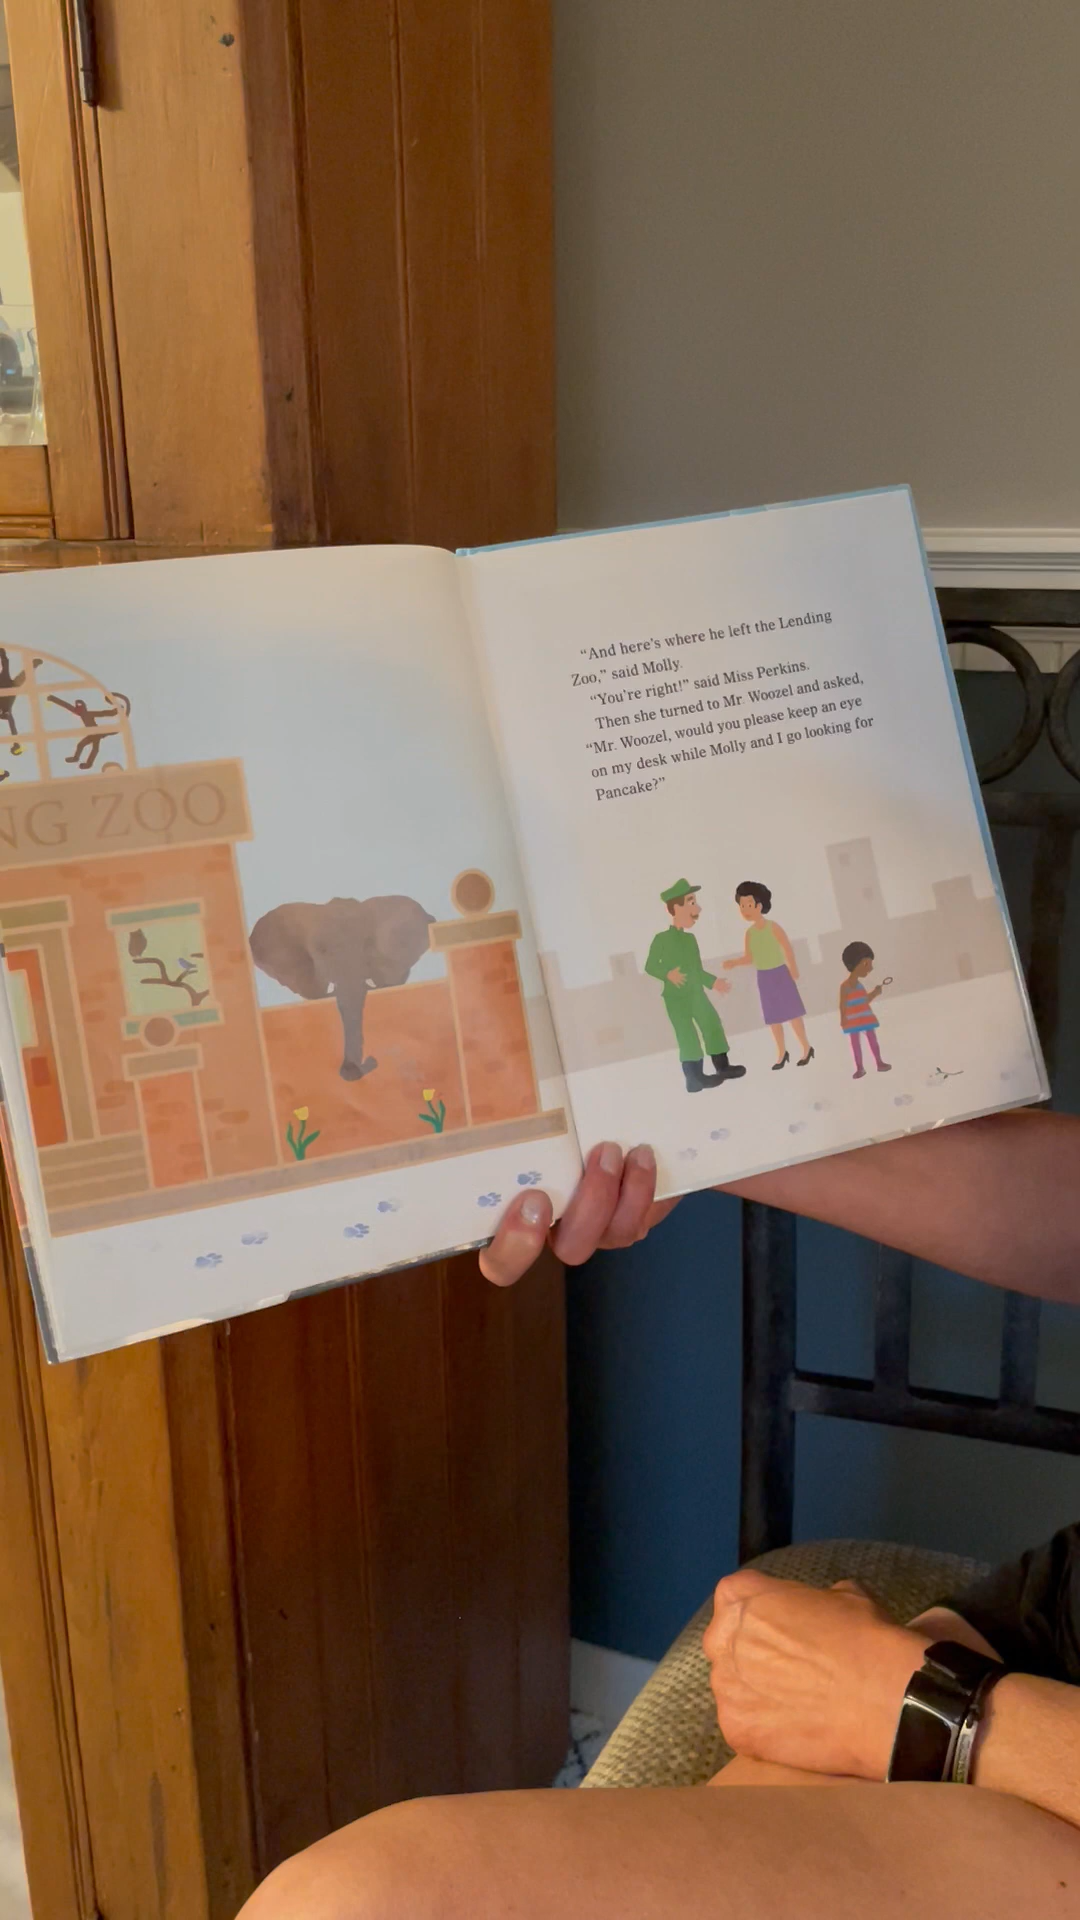 NG ZOO
“And here’s where he left the Lending
Zoo,” said Molly.
“You’re right!” said Miss Perkins.
Then she turned to Mr. Woozel and asked,
“Mr. Woozel, would you please keep an eye
on my desk while Molly and I go looking for
Pancake?”